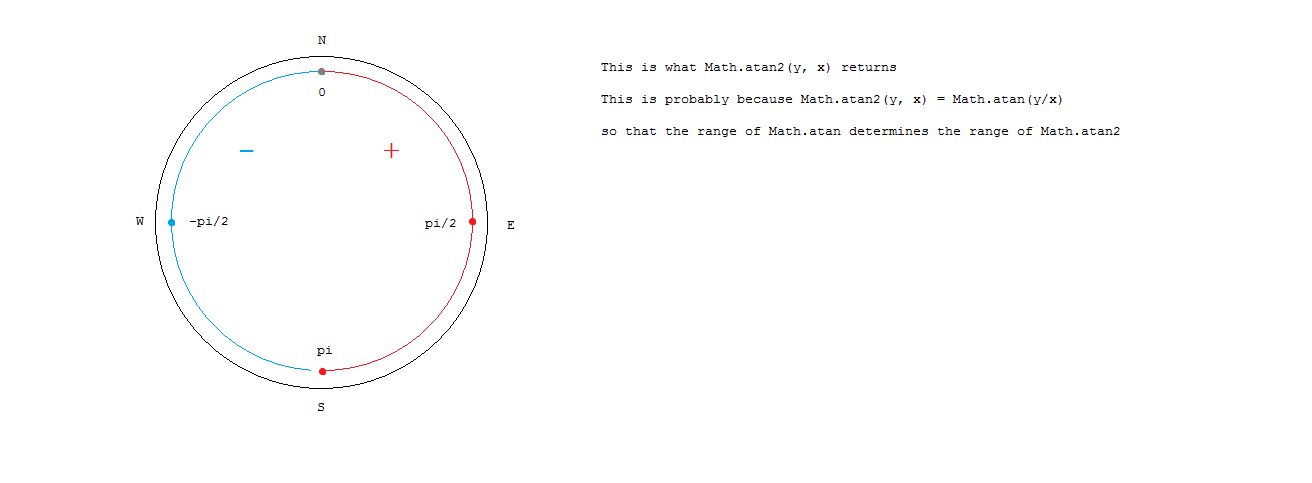 N
This is what Math.atan2(y, x) returns
0
This is probably because Math.atan2(y, x) = Math.atan(y/x)
so that the range of Math.atan determines the range of Math.atan2
− +
W -pi/2 pi/2 E
pi
S